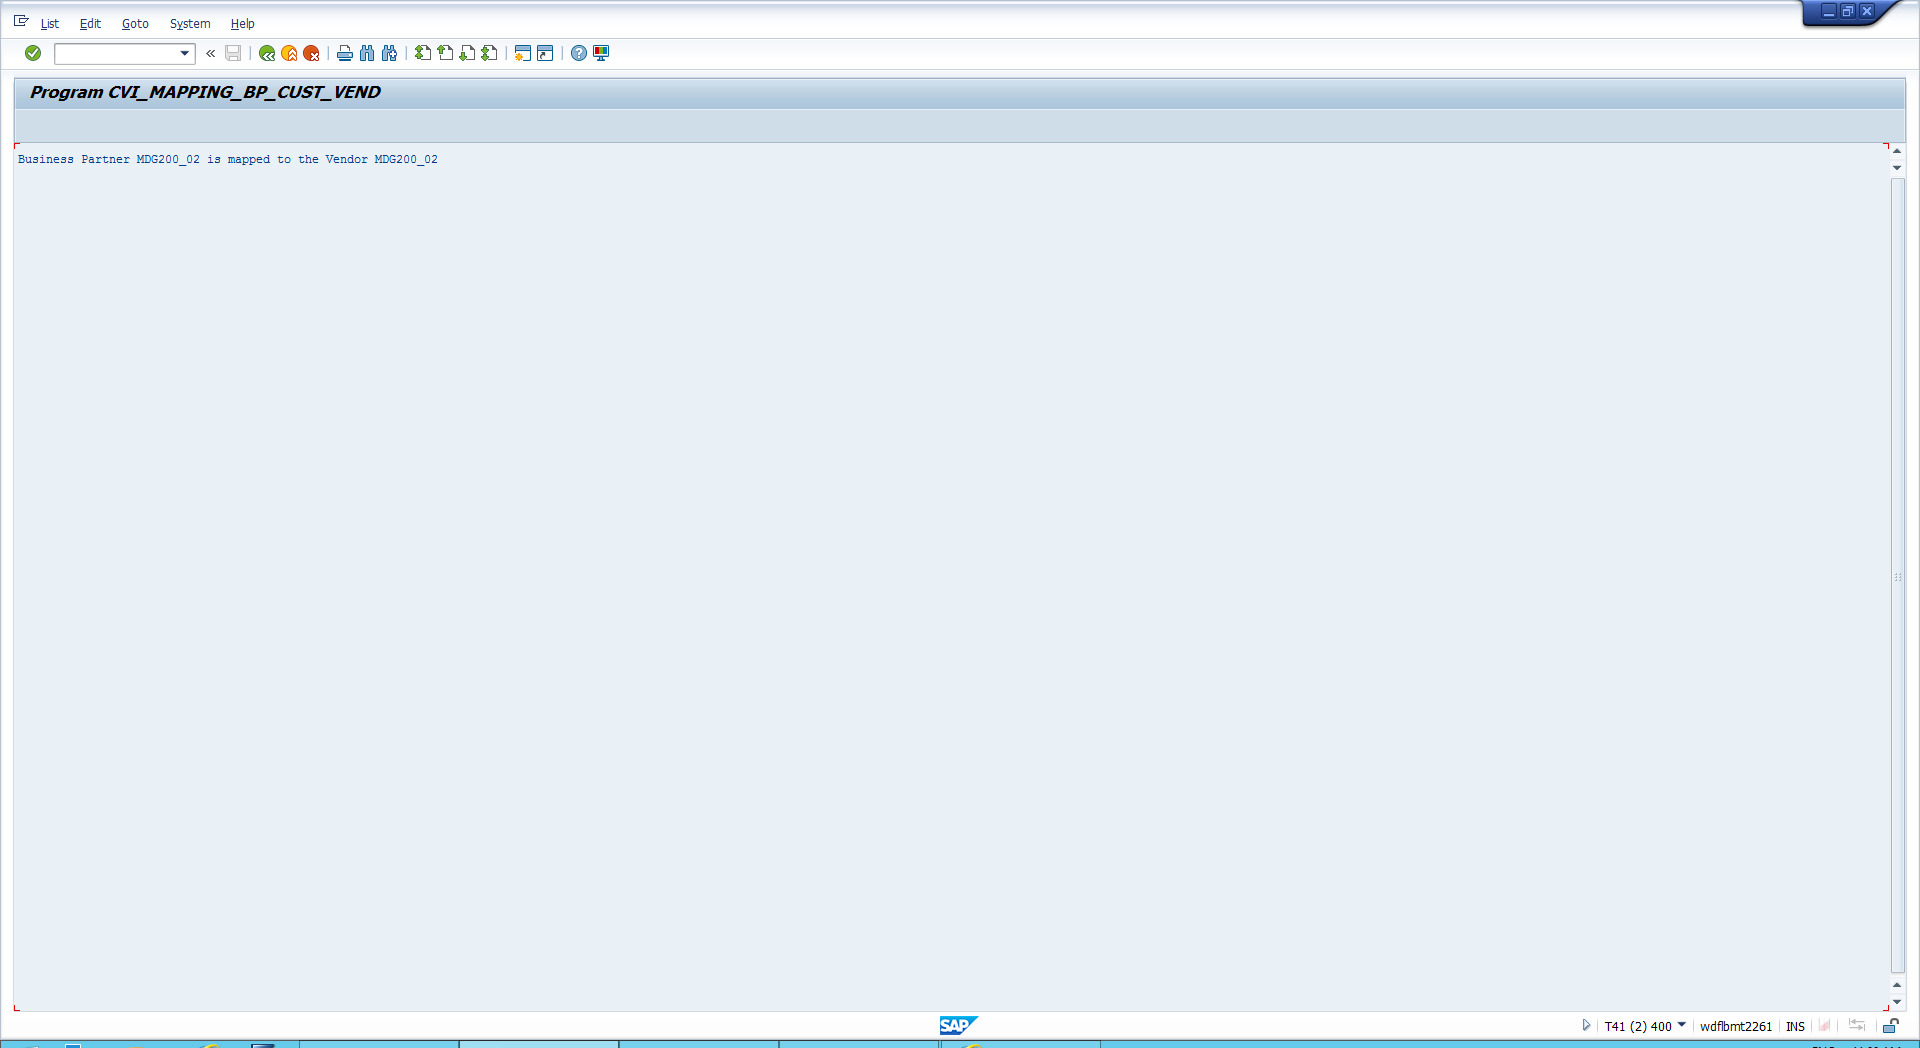 List Edit Goto System Help
Program CVI_MAPPING_BP_CUST_VEND
Business Partner MDG200_02 is mapped to the Vendor MDG200_02
SAP
T41 (2) 400 wdflbmt2261 INS